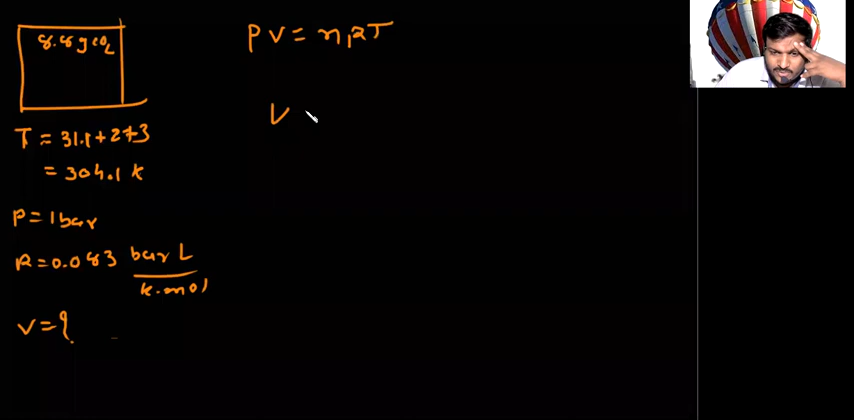 8.8 g CO2
T = 31.1+273
= 304.1 K
P = 1 bar
R = 0.083 bar L / K.mol
V = ?
PV = nRT
V